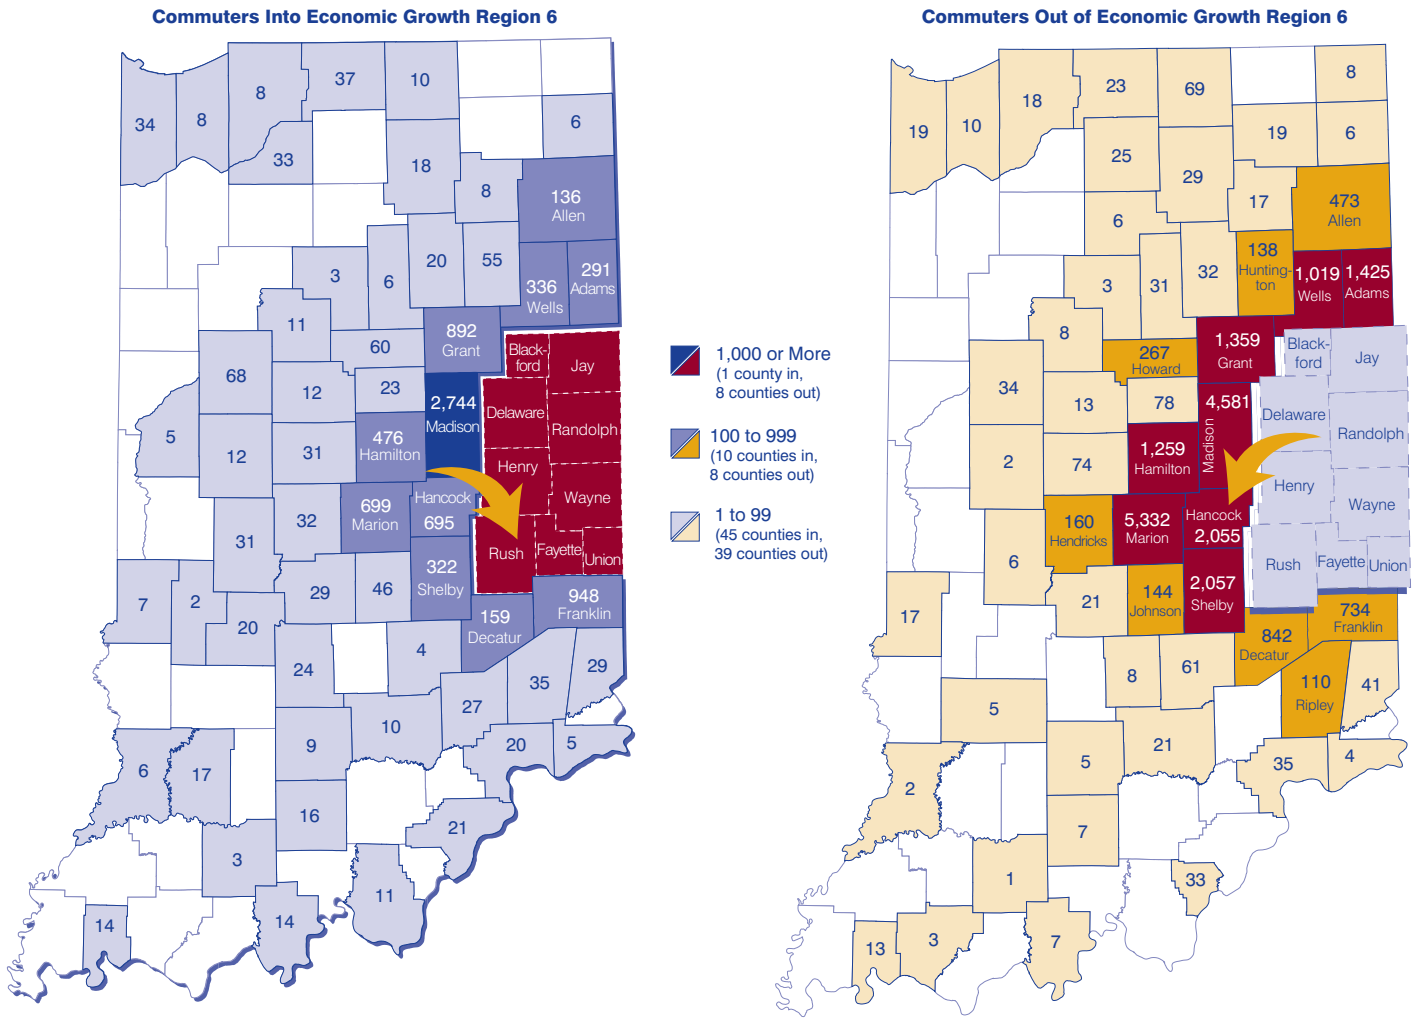 Commuters Into Economic Growth Region 6
34
8
8
37
10
6
33
18
8
136
Allen
3
6
20
55
336
Wells
291
Adams
11
892
Grant
60
68
12
23
2,744
Madison
5
12
31
476
Hamilton
31
32
699
Marion
Hancock
695
322
Shelby
7
2
20
29
46
159
Decatur
948
Franklin
24
4
35
29
27
10
9
20
5
6
17
16
21
3
11
14
14
Black-
ford
Jay
Delaware
Randolph
Henry
Wayne
Rush
Fayette
Union
1,000 or More
(1 county in,
8 counties out)
100 to 999
(10 counties in,
8 counties out)
1 to 99
(45 counties in,
39 counties out)
Commuters Out of Economic Growth Region 6
19
10
18
23
69
8
19
6
25
29
17
473
Allen
6
3
31
32
138
Hunting-
ton
1,019
Wells
1,425
Adams
8
267
Howard
1,359
Grant
34
13
78
4,581
Madison
2
74
1,259
Hamilton
6
160
Hendricks
5,332
Marion
Hancock
2,055
17
21
144
Johnson
2,057
Shelby
842
Decatur
734
Franklin
8
61
110
Ripley
41
5
21
5
35
4
2
7
1
33
13
3
7
Black-
ford
Jay
Delaware
Randolph
Henry
Wayne
Rush
Fayette
Union